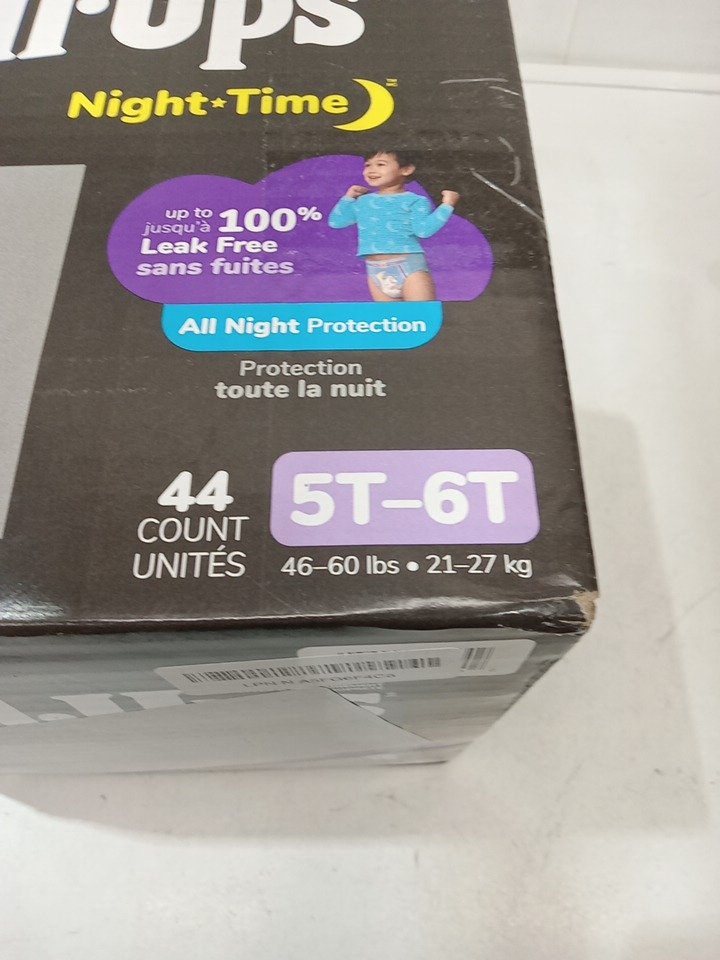 Night★Time
up to
jusqu'à
100%
Leak Free
sans fuites
All Night Protection
Protection
toute la nuit
44
COUNT
UNITÉS
5T–6T
46–60 lbs • 21–27 kg